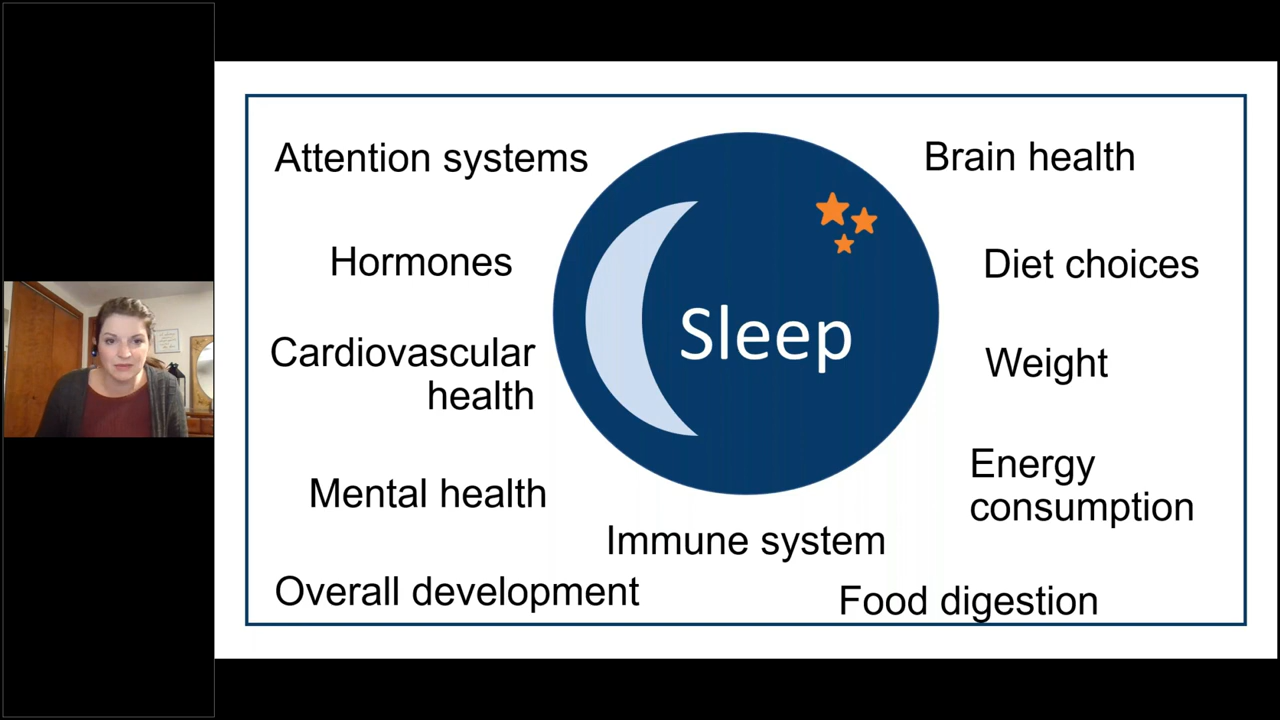 Attention systems
Brain health
Hormones
Diet choices
Sleep
Cardiovascular
health
Weight
Mental health
Energy
consumption
Immune system
Overall development
Food digestion